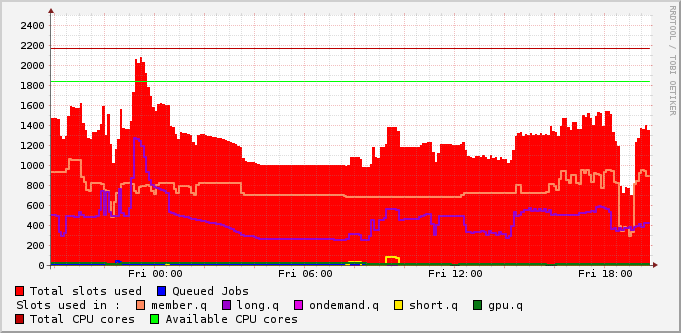 2400
2200
2000
1800
1600
1400
1200
1000
800
600
400
200
0
Fri 00:00 Fri 06:00 Fri 12:00 Fri 18:00
RRDTOOL / TOBI OETIKER
Total slots used Queued Jobs
Slots used in : member.q long.q ondemand.q short.q gpu.q
Total CPU cores Available CPU cores